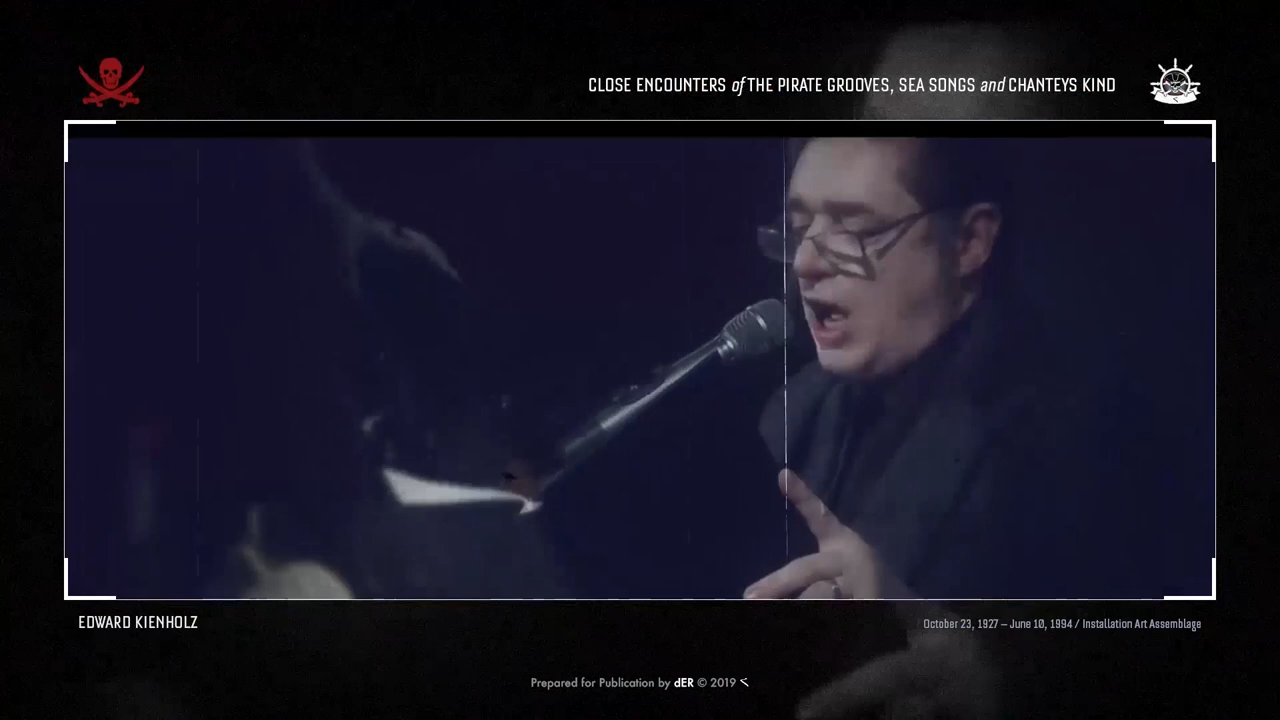 CLOSE ENCOUNTERS of THE PIRATE GROOVES, SEA SONGS and CHANTEYS KIND
EDWARD KIENHOLZ
October 23, 1927 – June 10, 1994 / Installation Art Assemblage
Prepared for Publication by dER © 2019